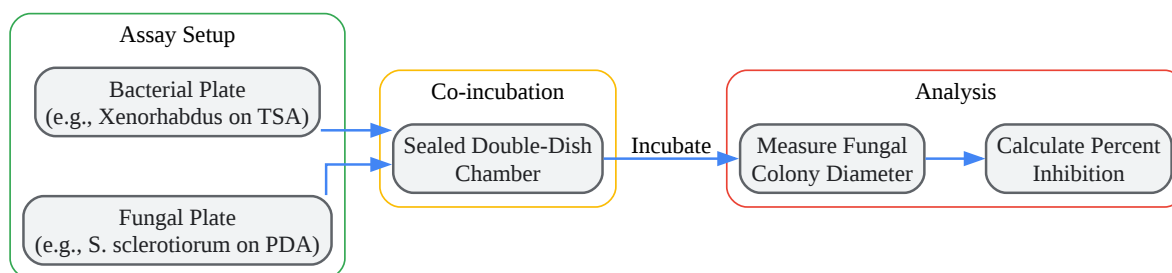 Assay Setup
Bacterial Plate
(e.g., Xenorhabdus on TSA)
Fungal Plate
(e.g., S. sclerotiorum on PDA)
Co-incubation
Sealed Double-Dish
Chamber
Incubate
Analysis
Measure Fungal
Colony Diameter
Calculate Percent
Inhibition